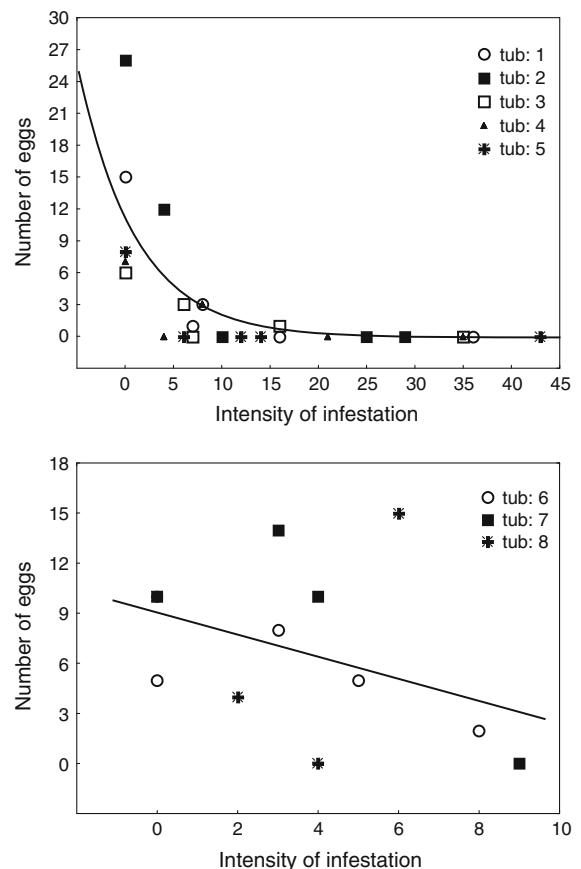 30
27
24
21
18
15
12
9
6
3
0
Number of eggs
tub: 1
tub: 2
tub: 3
tub: 4
tub: 5
0 5 10 15 20 25 30 35 40 45
Intensity of infestation
18
15
12
9
6
3
0
Number of eggs
tub: 6
tub: 7
tub: 8
0 2 4 6 8 10
Intensity of infestation